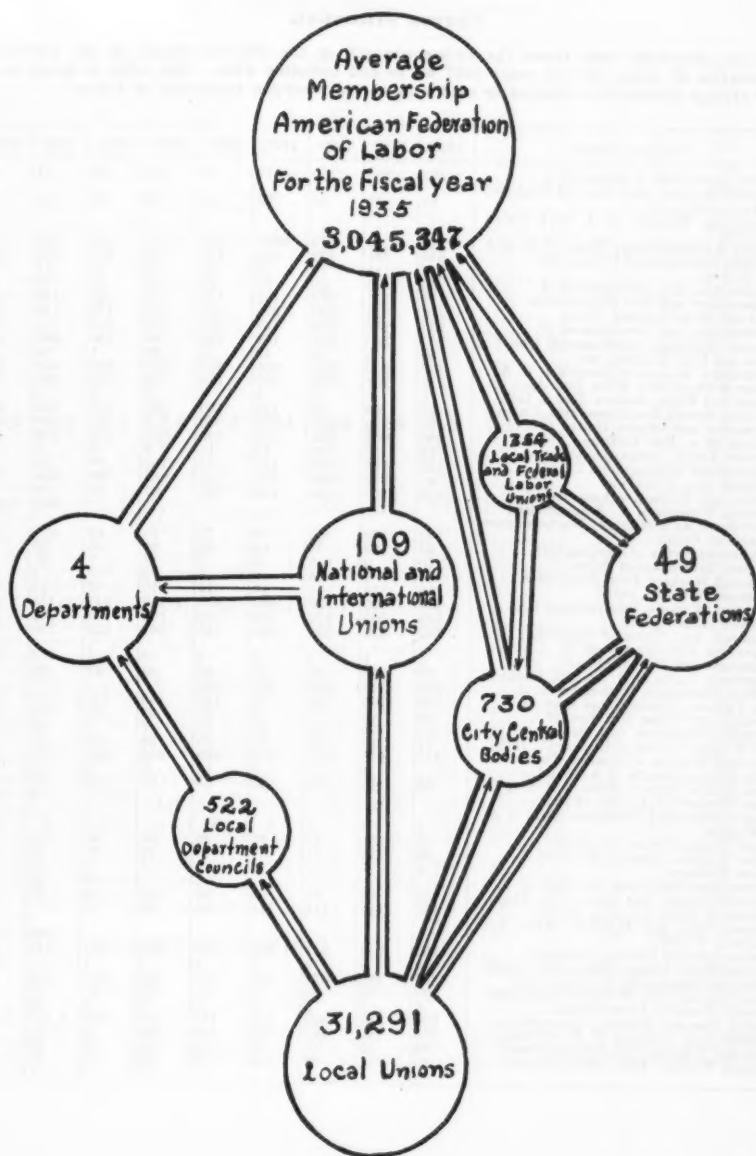 Average
Membership
American Federation
of Labor
For the Fiscal year
1935
3,045,347
1354
Local Trade
and Federal
Labor
Unions
4
Departments
109
National and
International
Unions
49
State
Federations
730
City Central
Bodies
522
Local
Department
Councils
31,291
Local Unions